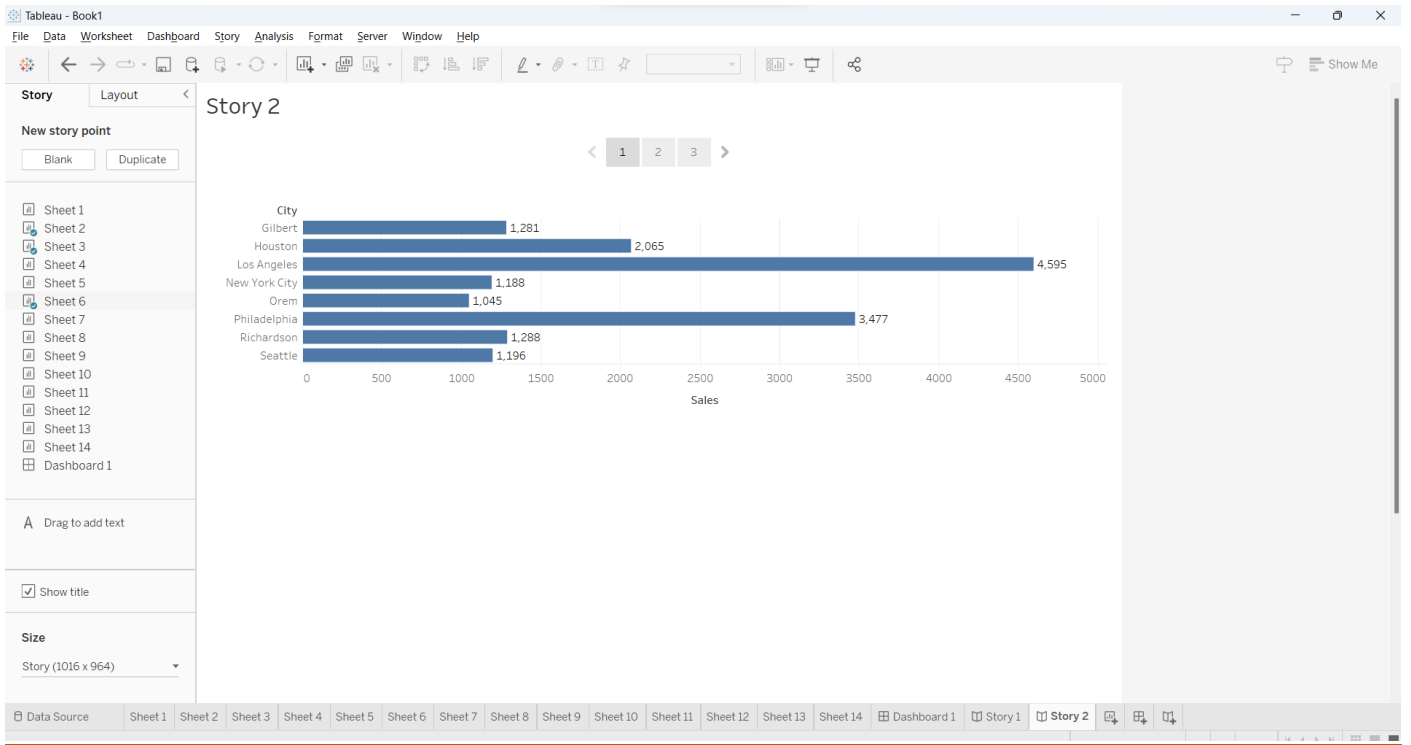 Tableau - Book1
File Data Worksheet Dashboard Story Analysis Format Server Window Help
Show Me
Story Layout
New story point
Blank Duplicate
Sheet 1
Sheet 2
Sheet 3
Sheet 4
Sheet 5
Sheet 6
Sheet 7
Sheet 8
Sheet 9
Sheet 10
Sheet 11
Sheet 12
Sheet 13
Sheet 14
Dashboard 1
A Drag to add text
Show title
Size
Story (1016 x 964)
Story 2
1 2 3
City
Gilbert 1,281
Houston 2,065
Los Angeles 4,595
New York City 1,188
Orem 1,045
Philadelphia 3,477
Richardson 1,288
Seattle 1,196
0 500 1000 1500 2000 2500 3000 3500 4000 4500 5000
Sales
Data Source Sheet 1 Sheet 2 Sheet 3 Sheet 4 Sheet 5 Sheet 6 Sheet 7 Sheet 8 Sheet 9 Sheet 10 Sheet 11 Sheet 12 Sheet 13 Sheet 14 Dashboard 1 Story 1 Story 2